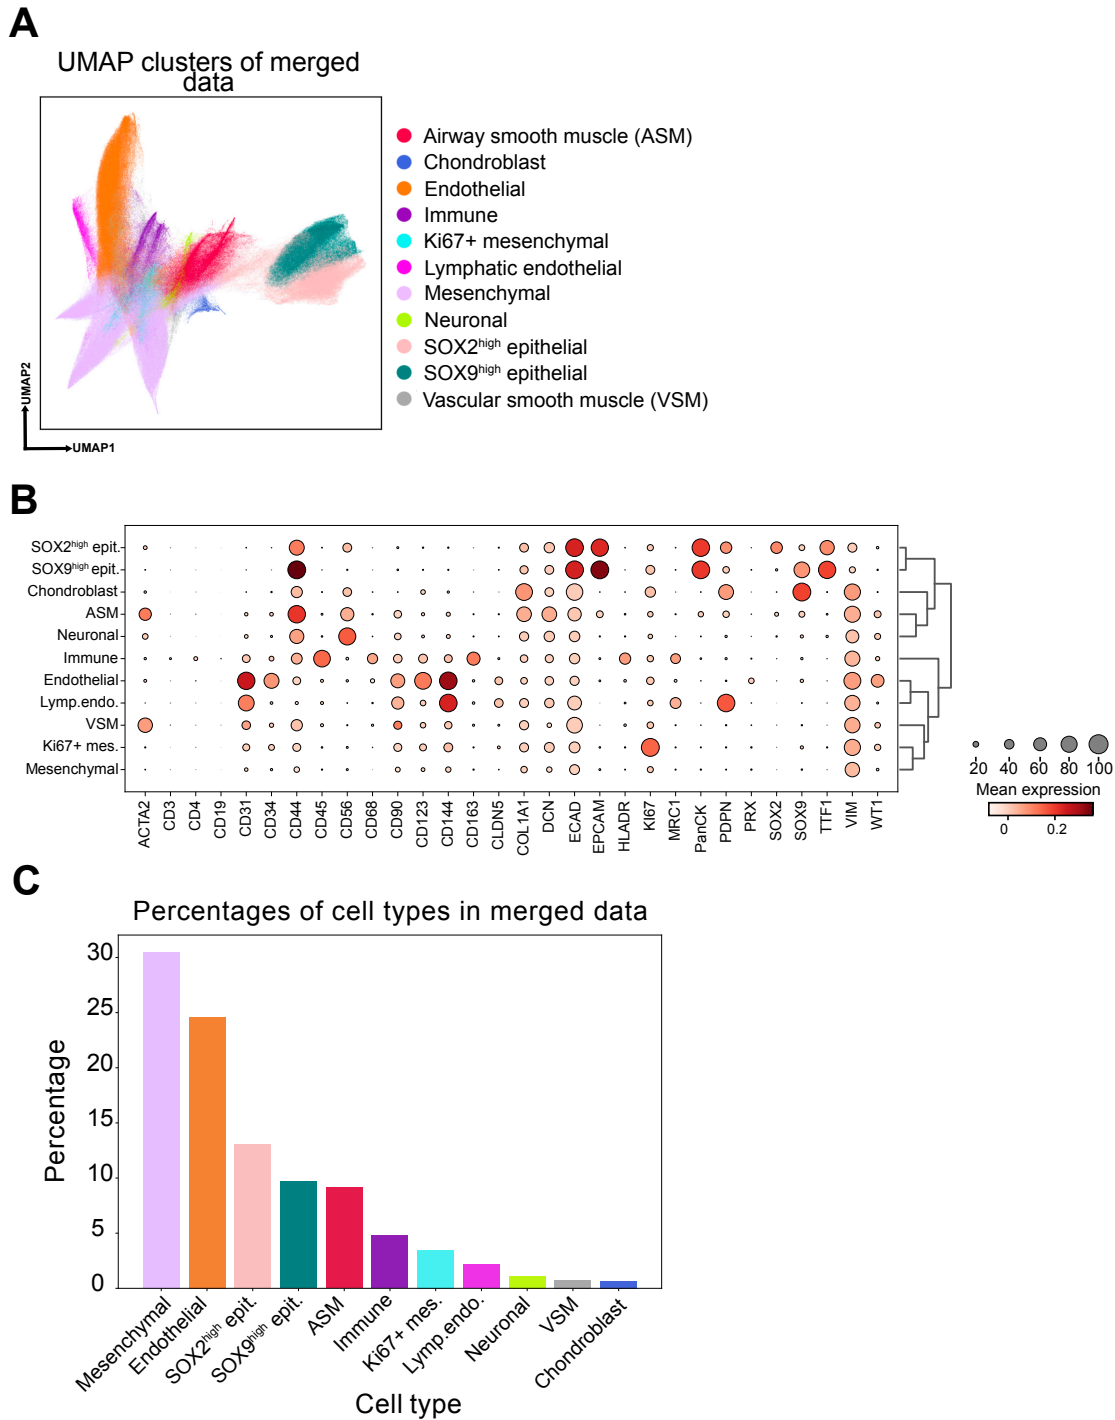 A
UMAP clusters of merged
data
Airway smooth muscle (ASM)
Chondroblast
Endothelial
Immune
Ki67+ mesenchymal
Lymphatic endothelial
Mesenchymal
Neuronal
SOX2high epithelial
SOX9high epithelial
Vascular smooth muscle (VSM)
UMAP2
UMAP1
B
SOX2high epit.
SOX9high epit.
Chondroblast
ASM
Neuronal
Immune
Endothelial
Lymp.endo.
VSM
Ki67+ mes.
Mesenchymal
ACTA2 CD3 CD4 CD19 CD31 CD34 CD44 CD45 CD56 CD68 CD90 CD123 CD144 CD163 CLDN5 COL1A1 DCN ECAD EPCAM HLADR KI67 MRC1 PanCK PDPN PRX SOX2 SOX9 TTF1 VIM WT1
20 40 60 80 100
Mean expression
0 0.2
C
Percentages of cell types in merged data
30
25
20
15
10
5
0
Percentage
Mesenchymal Endothelial SOX2high epit. SOX9high epit. ASM Immune Ki67+ mes. Lymp.endo. Neuronal VSM Chondroblast
Cell type